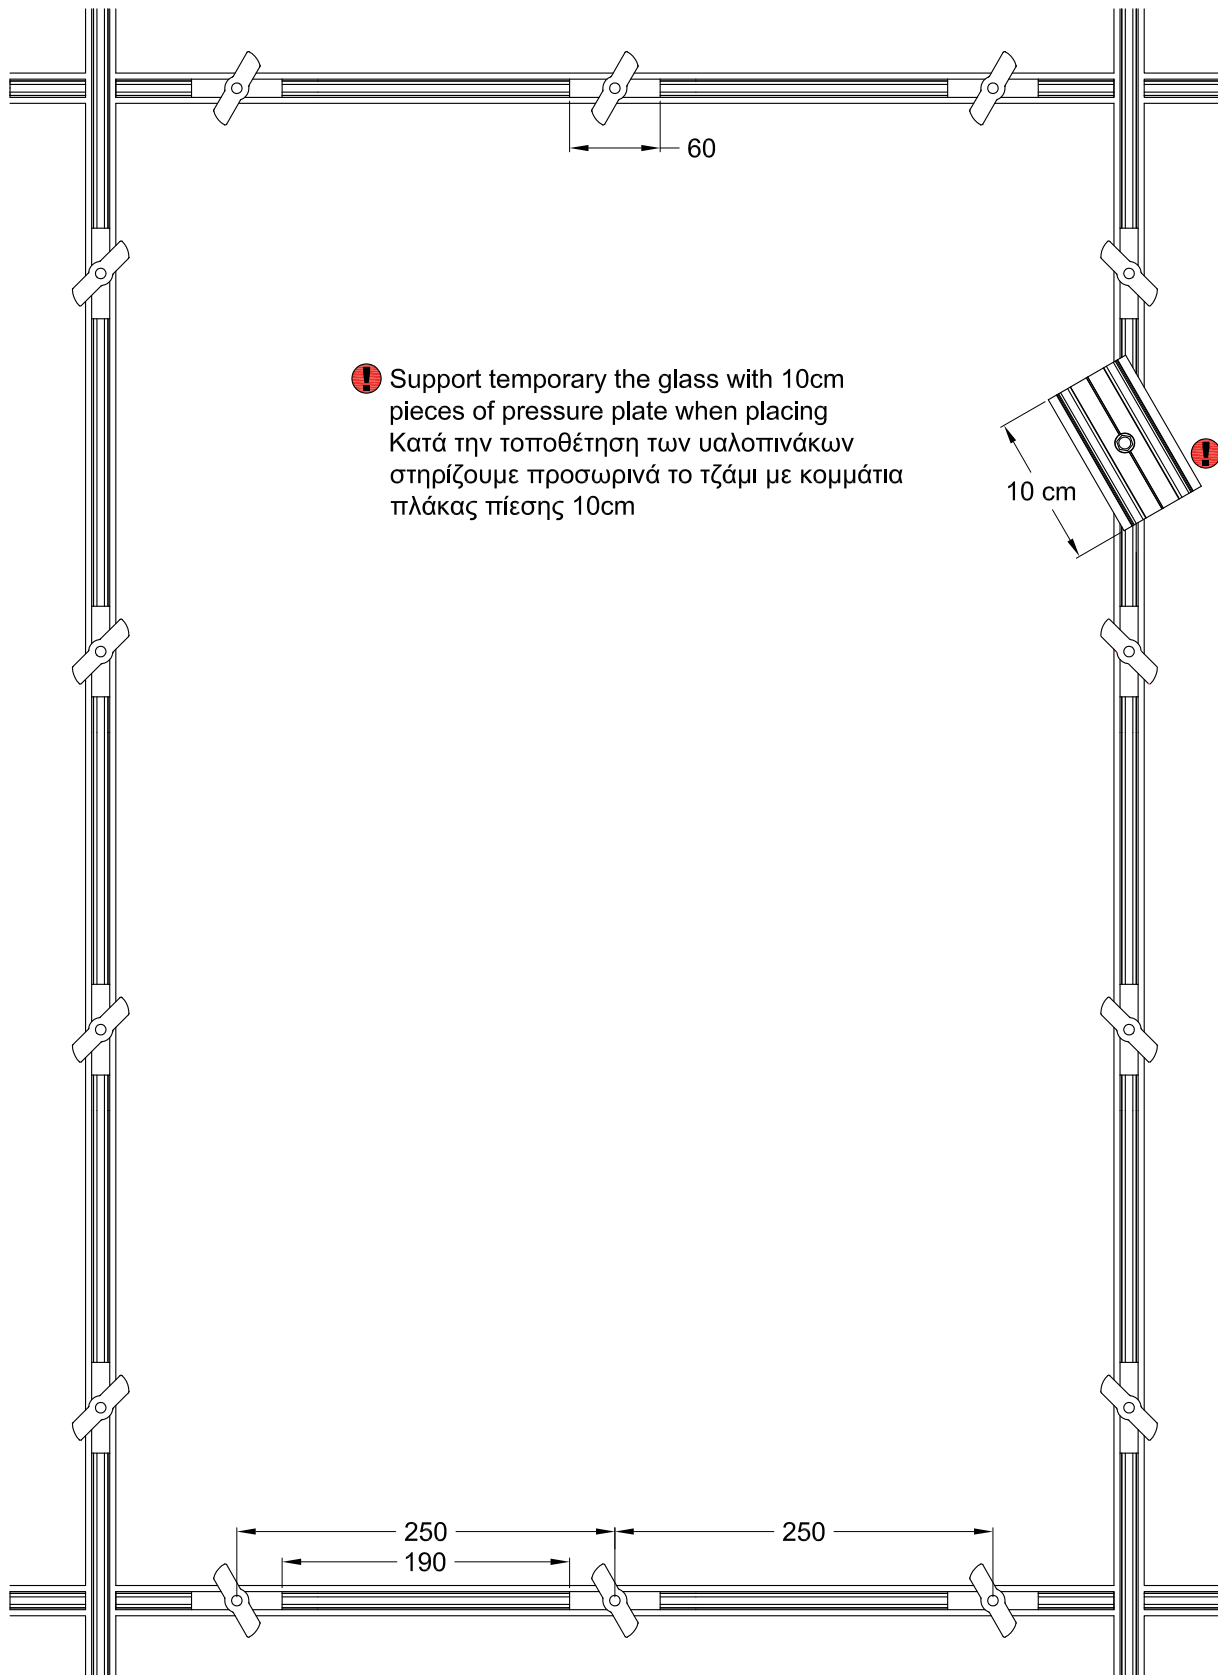 60
Support temporary the glass with 10cm
pieces of pressure plate when placing
Κατά την τοποθέτηση των υαλοπινάκων
στηρίζουμε προσωρινά το τζάμι με κομμάτια
πλάκας πίεσης 10cm
10 cm
250
250
190